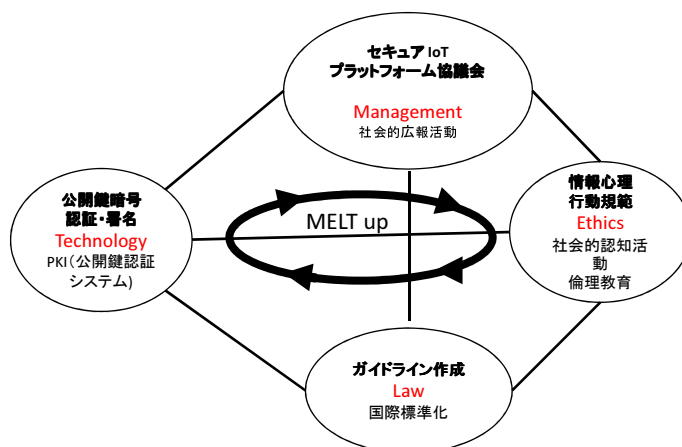 セキュア IoT
プラットフォーム協議会
Management
社会的広報活動
公開鍵暗号
認証・署名
Technology
PKI(公開鍵認証
システム)
MELT up
情報心理
行動規範
Ethics
社会的認知活
動
倫理教育
ガイドライン作成
Law
国際標準化